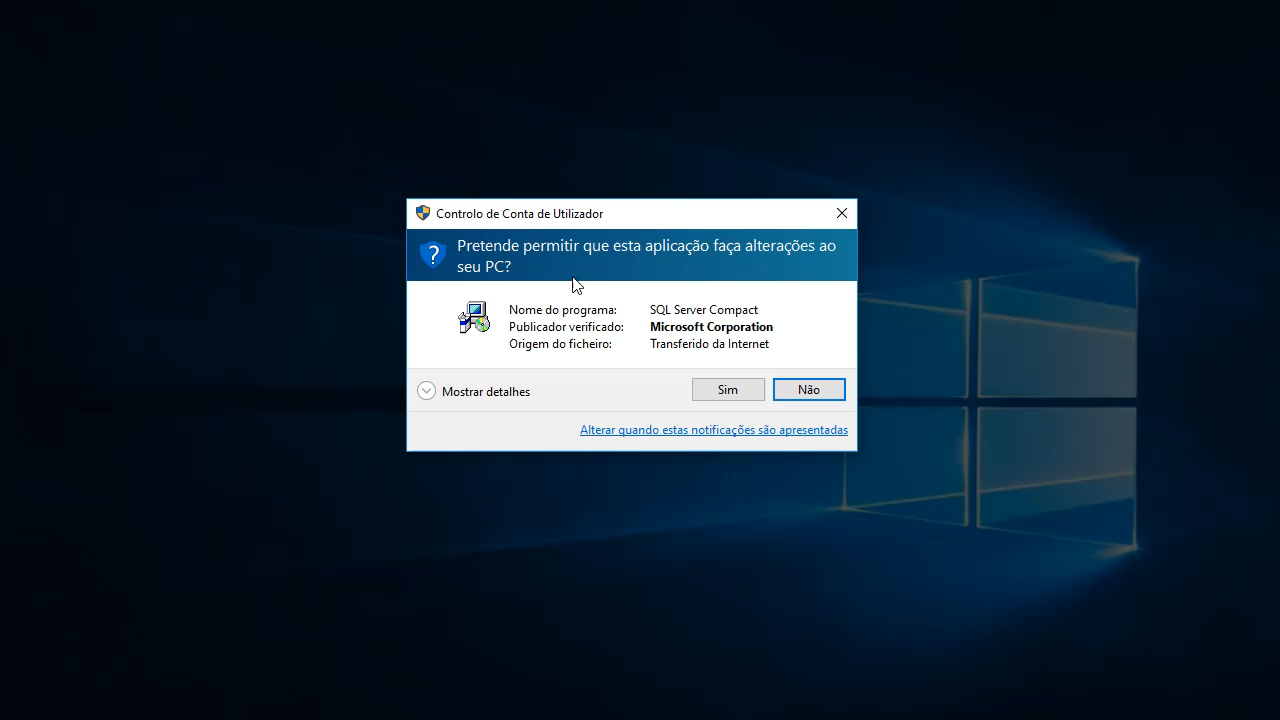 Controlo de Conta de Utilizador
Pretende permitir que esta aplicação faça alterações ao
seu PC?
Nome do programa: SQL Server Compact
Publicador verificado: Microsoft Corporation
Origem do ficheiro: Transferido da Internet
Mostrar detalhes Sim Não
Alterar quando estas notificações são apresentadas